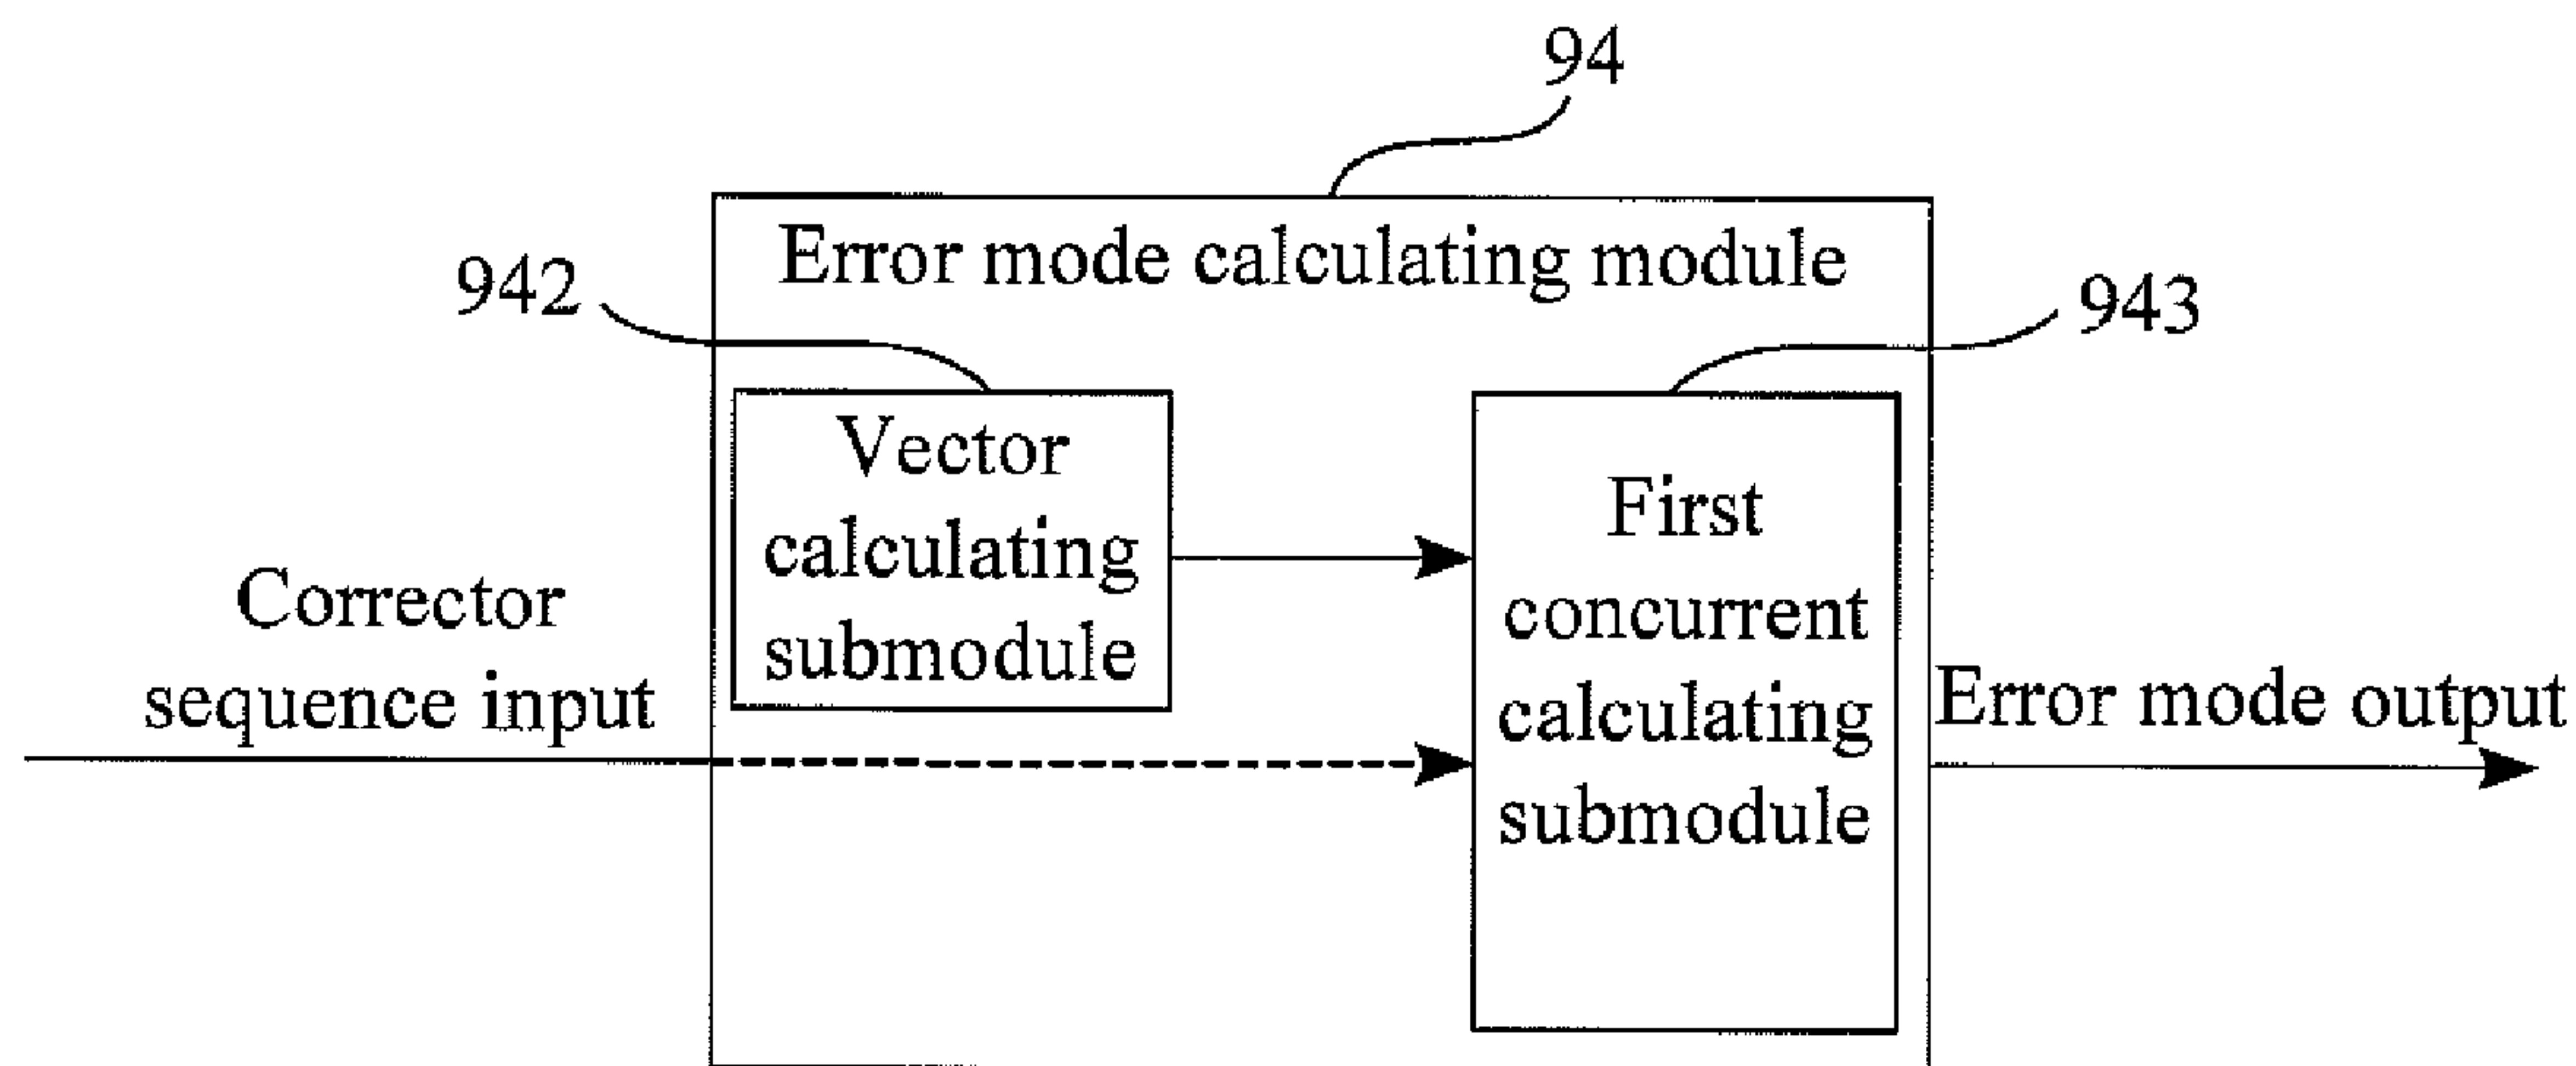 94
Error mode calculating module
942
943
Vector
calculating
submodule
First
concurrent
calculating
submodule
Corrector
sequence input
Error mode output